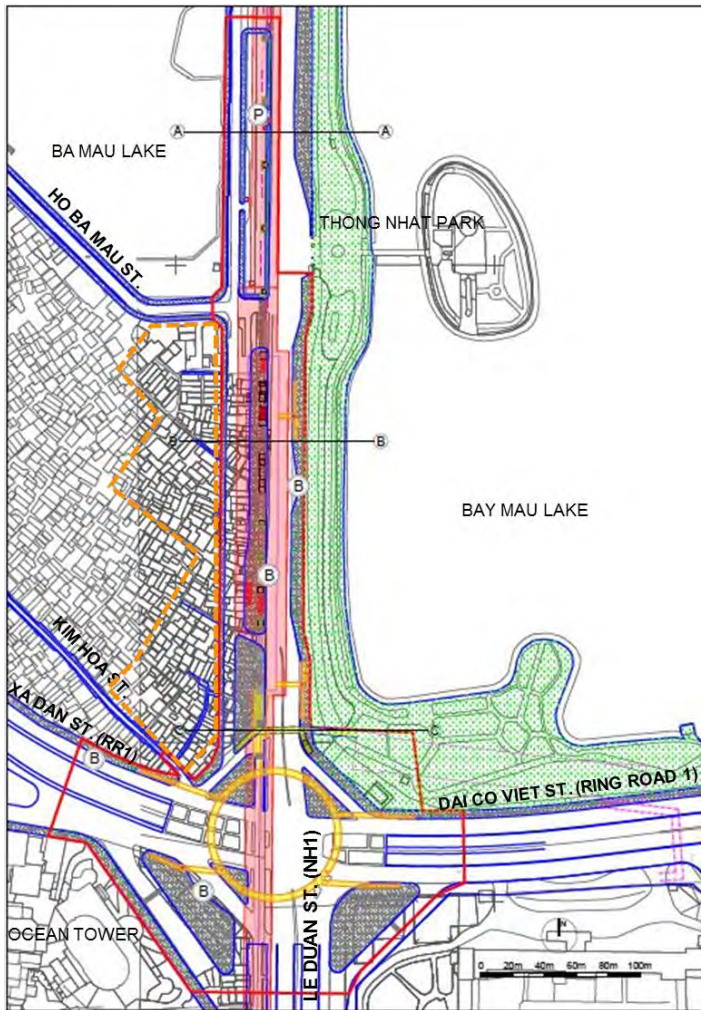 P
A
A
BA MAU LAKE
HO BA MAU ST.
THONG NHAT PARK
B
B
B
BAY MAU LAKE
B
KIM HOA ST.
XA DAN ST. (RR1)
C
C
B
DAI CO VIET ST. (RING ROAD 1)
B
LE DUAN ST. (NH1)
OCEAN TOWER
N
0 20m 40m 60m 80m 100m